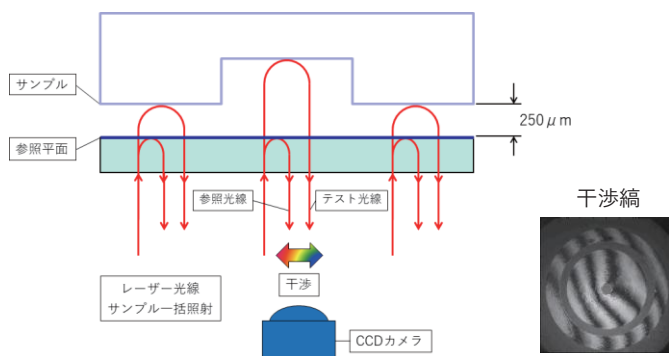 サンプル
250μm
参照平面
参照光線
テスト光線
干渉縞
レーザー光線
サンプル一括照射
干渉
CCDカメラ